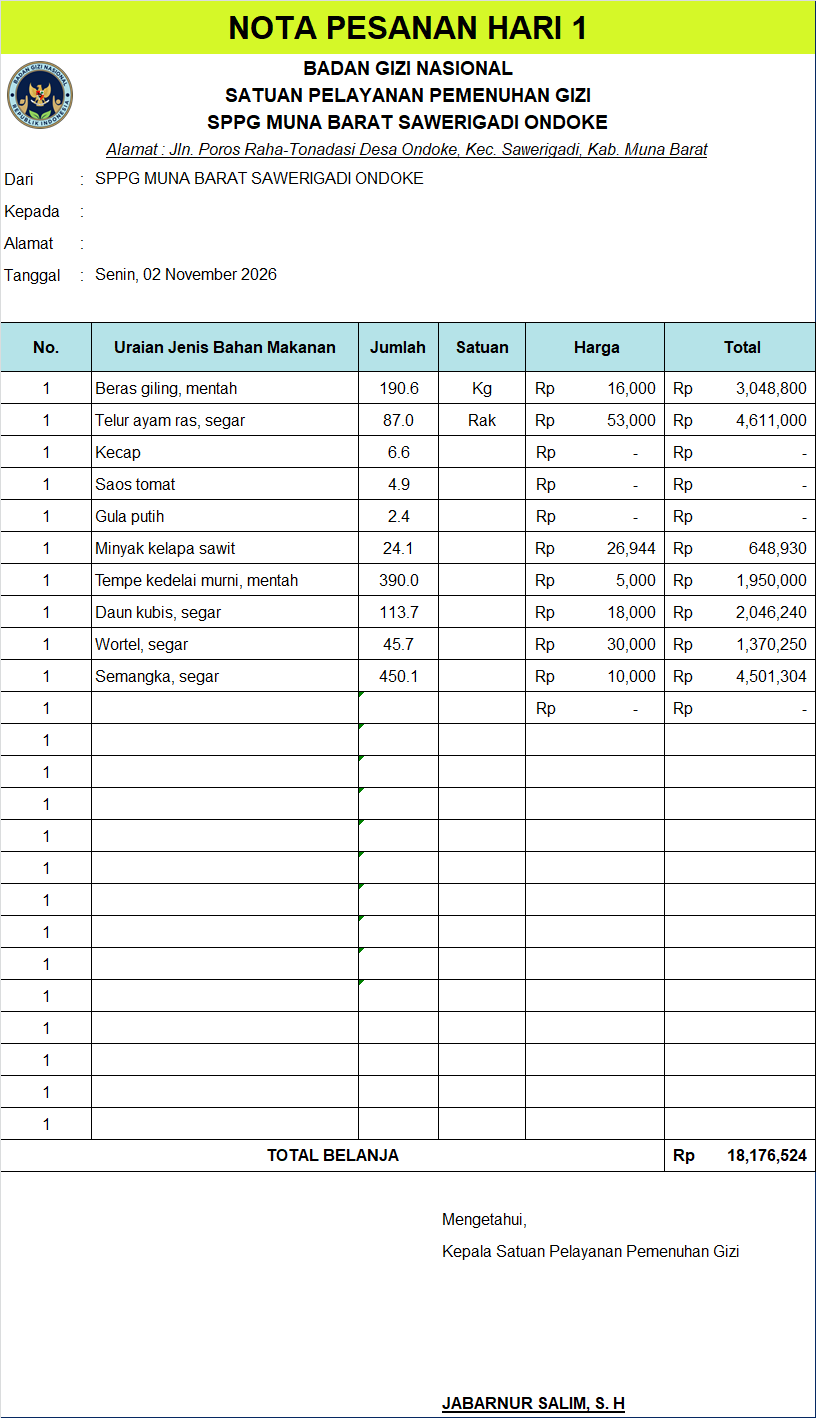 NOTA PESANAN HARI 1
BADAN GIZI NASIONAL
REPUBLIK INDONESIA
BADAN GIZI NASIONAL
SATUAN PELAYANAN PEMENUHAN GIZI
SPPG MUNA BARAT SAWERIGADI ONDOKE
Alamat : Jln. Poros Raha-Tonadasi Desa Ondoke, Kec. Sawerigadi, Kab. Muna Barat
Dari : SPPG MUNA BARAT SAWERIGADI ONDOKE
Kepada :
Alamat :
Tanggal : Senin, 02 November 2026
No. Uraian Jenis Bahan Makanan Jumlah Satuan Harga Total
1 Beras giling, mentah 190.6 Kg Rp 16,000 Rp 3,048,800
1 Telur ayam ras, segar 87.0 Rak Rp 53,000 Rp 4,611,000
1 Kecap 6.6 Rp - Rp -
1 Saos tomat 4.9 Rp - Rp -
1 Gula putih 2.4 Rp - Rp -
1 Minyak kelapa sawit 24.1 Rp 26,944 Rp 648,930
1 Tempe kedelai murni, mentah 390.0 Rp 5,000 Rp 1,950,000
1 Daun kubis, segar 113.7 Rp 18,000 Rp 2,046,240
1 Wortel, segar 45.7 Rp 30,000 Rp 1,370,250
1 Semangka, segar 450.1 Rp 10,000 Rp 4,501,304
1 Rp - Rp -
1
1
1
1
1
1
1
1
1
1
1
1
1
TOTAL BELANJA Rp 18,176,524
Mengetahui,
Kepala Satuan Pelayanan Pemenuhan Gizi
JABARNUR SALIM, S. H